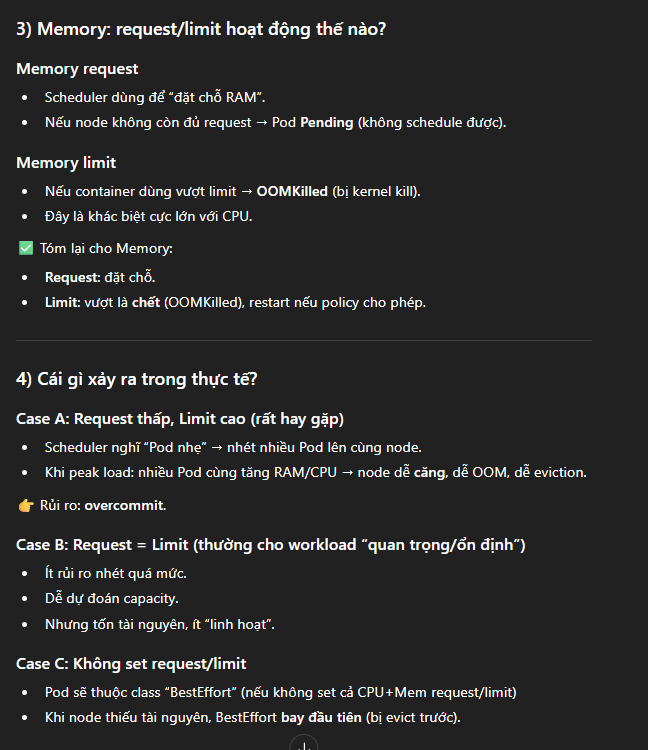 3) Memory: request/limit hoạt động thế nào?
Memory request
• Scheduler dùng để “đặt chỗ RAM”.
• Nếu node không còn đủ request → Pod Pending (không schedule được).
Memory limit
• Nếu container dùng vượt limit → OOMKilled (bị kernel kill).
• Đây là khác biệt cực lớn với CPU.
✅ Tóm lại cho Memory:
• Request: đặt chỗ.
• Limit: vượt là chết (OOMKilled), restart nếu policy cho phép.
4) Cái gì xảy ra trong thực tế?
Case A: Request thấp, Limit cao (rất hay gặp)
• Scheduler nghĩ “Pod nhẹ” → nhét nhiều Pod lên cùng node.
• Khi peak load: nhiều Pod cùng tăng RAM/CPU → node dễ căng, dễ OOM, dễ eviction.
👉 Rủi ro: overcommit.
Case B: Request = Limit (thường cho workload “quan trọng/ổn định”)
• Ít rủi ro nhét quá mức.
• Dễ dự đoán capacity.
• Nhưng tốn tài nguyên, ít “linh hoạt”.
Case C: Không set request/limit
• Pod sẽ thuộc class “BestEffort” (nếu không set cả CPU+Mem request/limit)
• Khi node thiếu tài nguyên, BestEffort bay đầu tiên (bị evict trước).